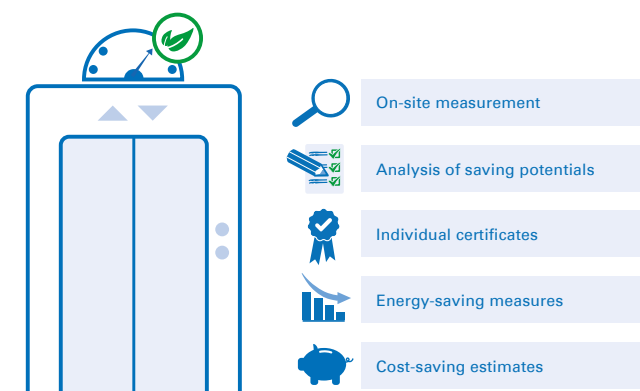 On-site measurement
Analysis of saving potentials
Individual certificates
Energy-saving measures
Cost-saving estimates